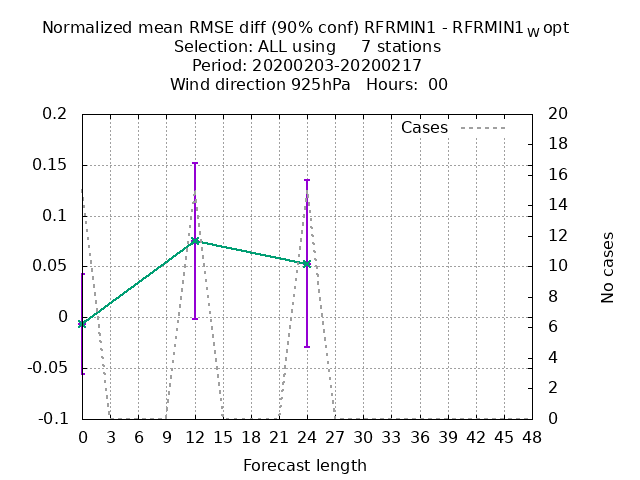 Normalized mean RMSE diff (90% conf) RFRMIN1 - RFRMIN1W opt
Selection: ALL using 7 stations
Period: 20200203-20200217
Wind direction 925hPa Hours: 00
Cases
0.2
0.15
0.1
0.05
0
-0.05
-0.1
20
18
16
14
12
10
8
6
4
2
0
No cases
0 3 6 9 12 15 18 21 24 27 30 33 36 39 42 45 48
Forecast length